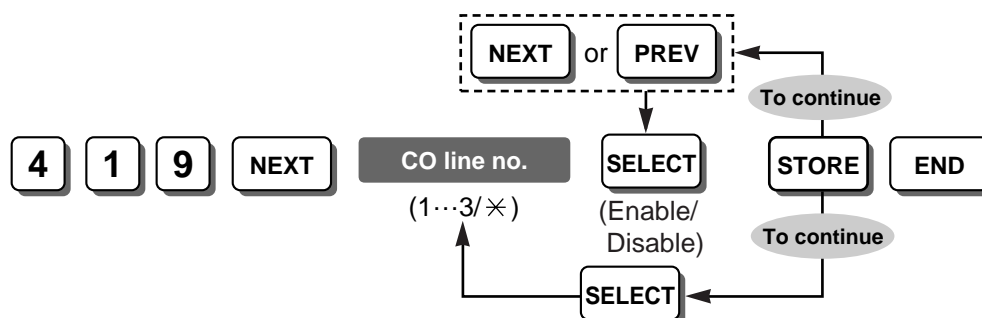 NEXT or PREV
To continue
4 1 9 NEXT CO line no. SELECT STORE END
(1···3/✳)
(Enable/
Disable)
To continue
SELECT